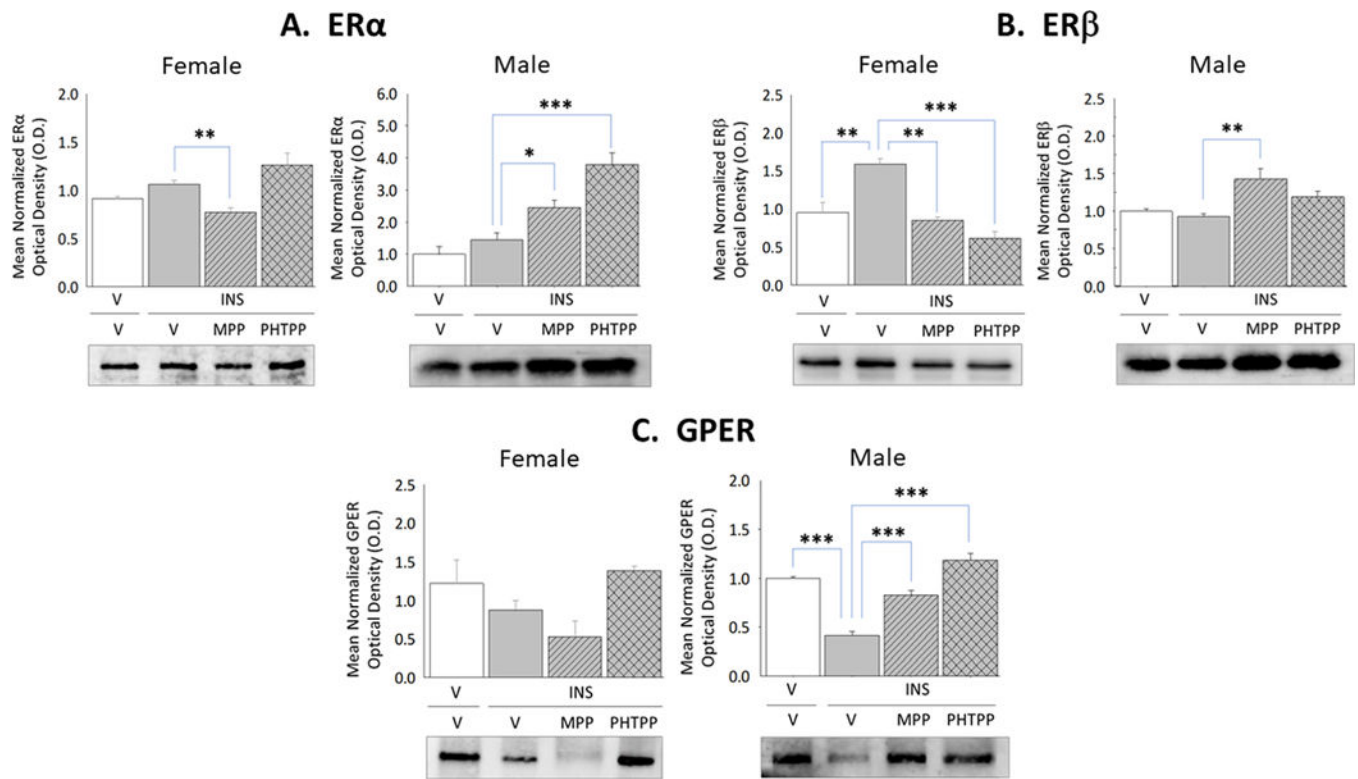 A. ERα
Female
Mean Normalized ERα
Optical Density (O.D.)
2.0
1.5
1.0
0.5
0.0
**
V
INS
V
V
MPP
PHTPP
Male
Mean Normalized ERα
Optical Density (O.D.)
6.0
5.0
4.0
3.0
2.0
1.0
0.0
***
*
V
INS
V
V
MPP
PHTPP
B. ERβ
Female
Mean Normalized ERβ
Optical Density (O.D.)
2.5
2.0
1.5
1.0
0.5
0.0
***
** **
V
INS
V
V
MPP
PHTPP
Male
Mean Normalized ERβ
Optical Density (O.D.)
2.5
2.0
1.5
1.0
0.5
0.0
**
V
INS
V
V
MPP
PHTPP
C. GPER
Female
Mean Normalized GPER
Optical Density (O.D.)
2.5
2.0
1.5
1.0
0.5
0.0
V
INS
V
V
MPP
PHTPP
Male
Mean Normalized GPER
Optical Density (O.D.)
2.0
1.5
1.0
0.5
0.0
***
*** ***
V
INS
V
V
MPP
PHTPP